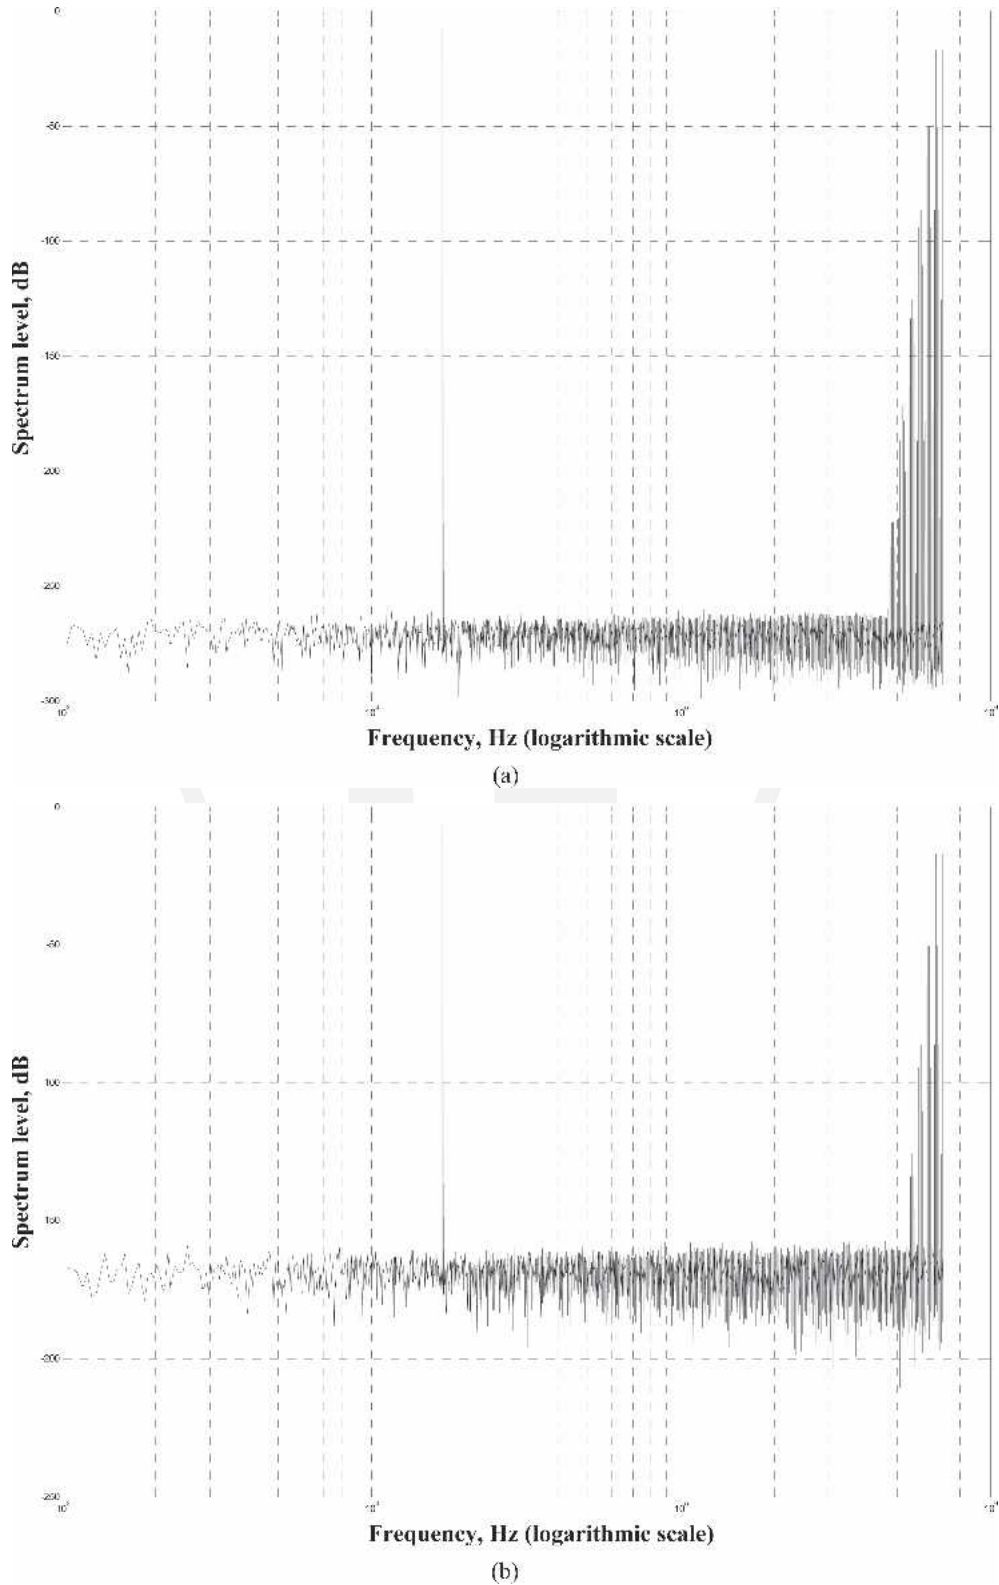 0
-50
-100
-150
200
-250
-300
Spectrum level, dB
Frequency, Hz (logarithmic scale)
(a)
0
-50
100
150
-200
-250
Spectrum level, dB
Frequency, Hz (logarithmic scale)
(b)